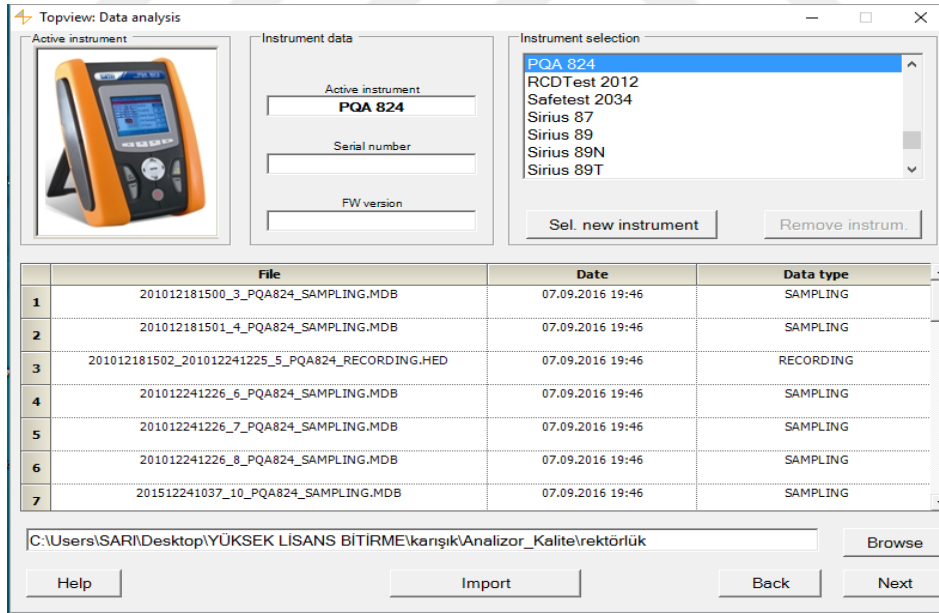 Topview: Data analysis
Active instrument
Instrument data
Active instrument
PQA 824
Serial number
FW version
Instrument selection
PQA 824
RCDTest 2012
Safetest 2034
Sirius 87
Sirius 89
Sirius 89N
Sirius 89T
Sel. new instrument
Remove instrum.
File Date Data type
1 201012181500_3_PQA824_SAMPLING.MDB 07.09.2016 19:46 SAMPLING
2 201012181501_4_PQA824_SAMPLING.MDB 07.09.2016 19:46 SAMPLING
3 201012181502_201012241225_5_PQA824_RECORDING.HED 07.09.2016 19:46 RECORDING
4 201012241226_6_PQA824_SAMPLING.MDB 07.09.2016 19:46 SAMPLING
5 201012241226_7_PQA824_SAMPLING.MDB 07.09.2016 19:46 SAMPLING
6 201012241226_8_PQA824_SAMPLING.MDB 07.09.2016 19:46 SAMPLING
7 201512241037_10_PQA824_SAMPLING.MDB 07.09.2016 19:46 SAMPLING
C:\Users\SARI\Desktop\YÜKSEK LİSANS BİTİRME\karışık\Analizor_Kalite\rektörlük
Browse
Help
Import
Back
Next